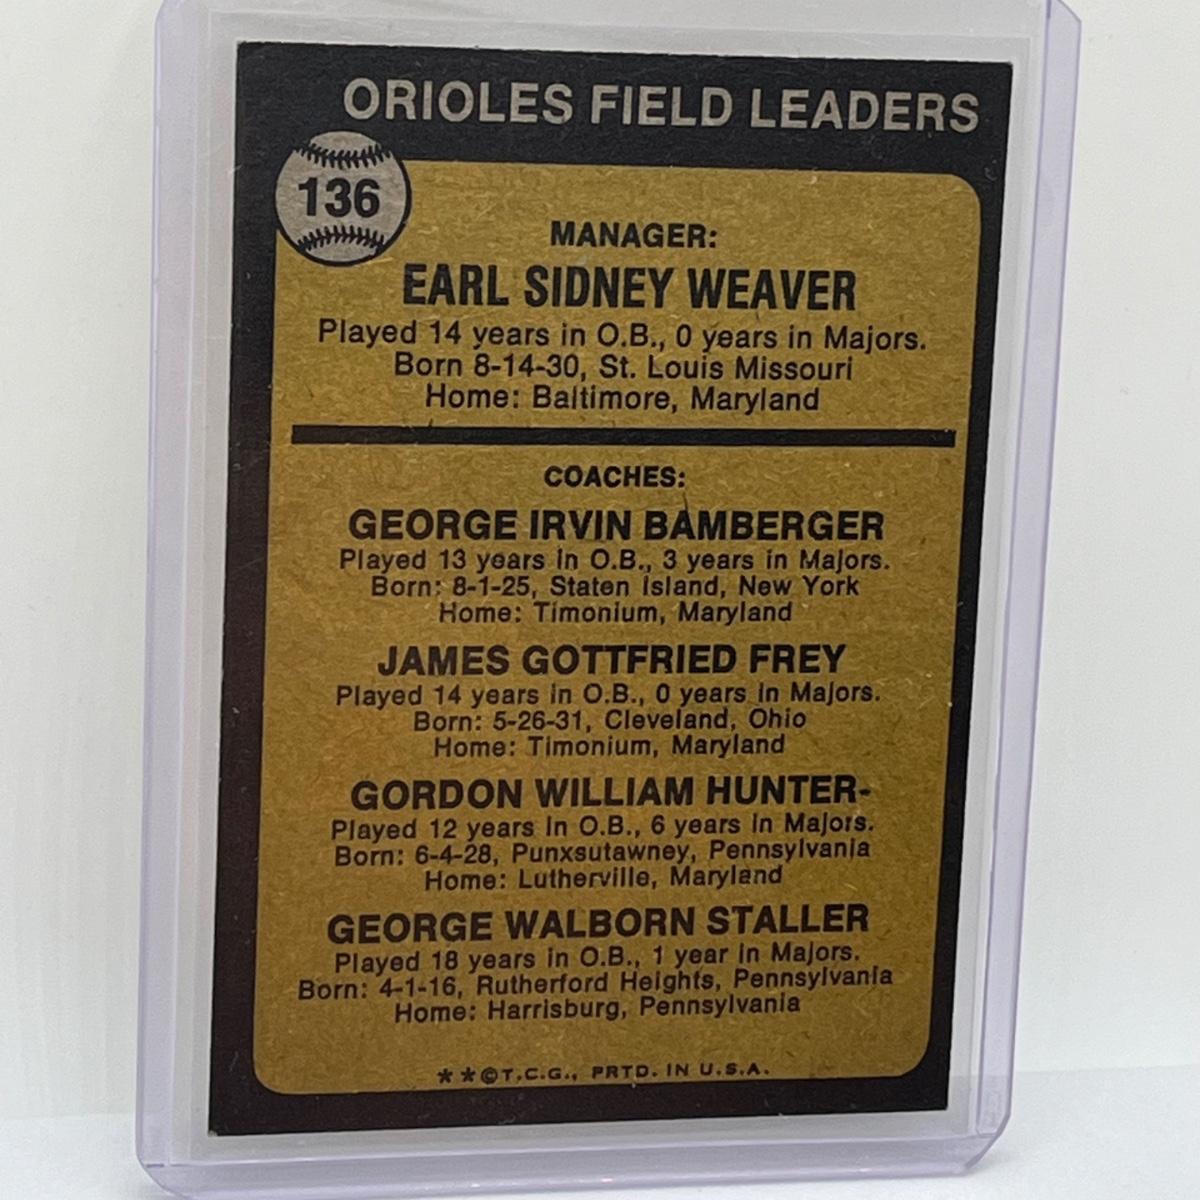 ORIOLES FIELD LEADERS
136
MANAGER:
EARL SIDNEY WEAVER
Played 14 years in O.B., 0 years in Majors.
Born 8-14-30, St. Louis Missouri
Home: Baltimore, Maryland
COACHES:
GEORGE IRVIN BAMBERGER
Played 13 years in O.B., 3 years in Majors.
Born: 8-1-25, Staten Island, New York
Home: Timonium, Maryland
JAMES GOTTFRIED FREY
Played 14 years in O.B., 0 years in Majors.
Born: 5-26-31, Cleveland, Ohio
Home: Timonium, Maryland
GORDON WILLIAM HUNTER-
Played 12 years in O.B., 6 years in Majors.
Born: 6-4-28, Punxsutawney, Pennsylvania
Home: Lutherville, Maryland
GEORGE WALBORN STALLER
Played 18 years in O.B., 1 year in Majors.
Born: 4-1-16, Rutherford Heights, Pennsylvania
Home: Harrisburg, Pennsylvania
**©T.C.G., PRTD. IN U.S.A.